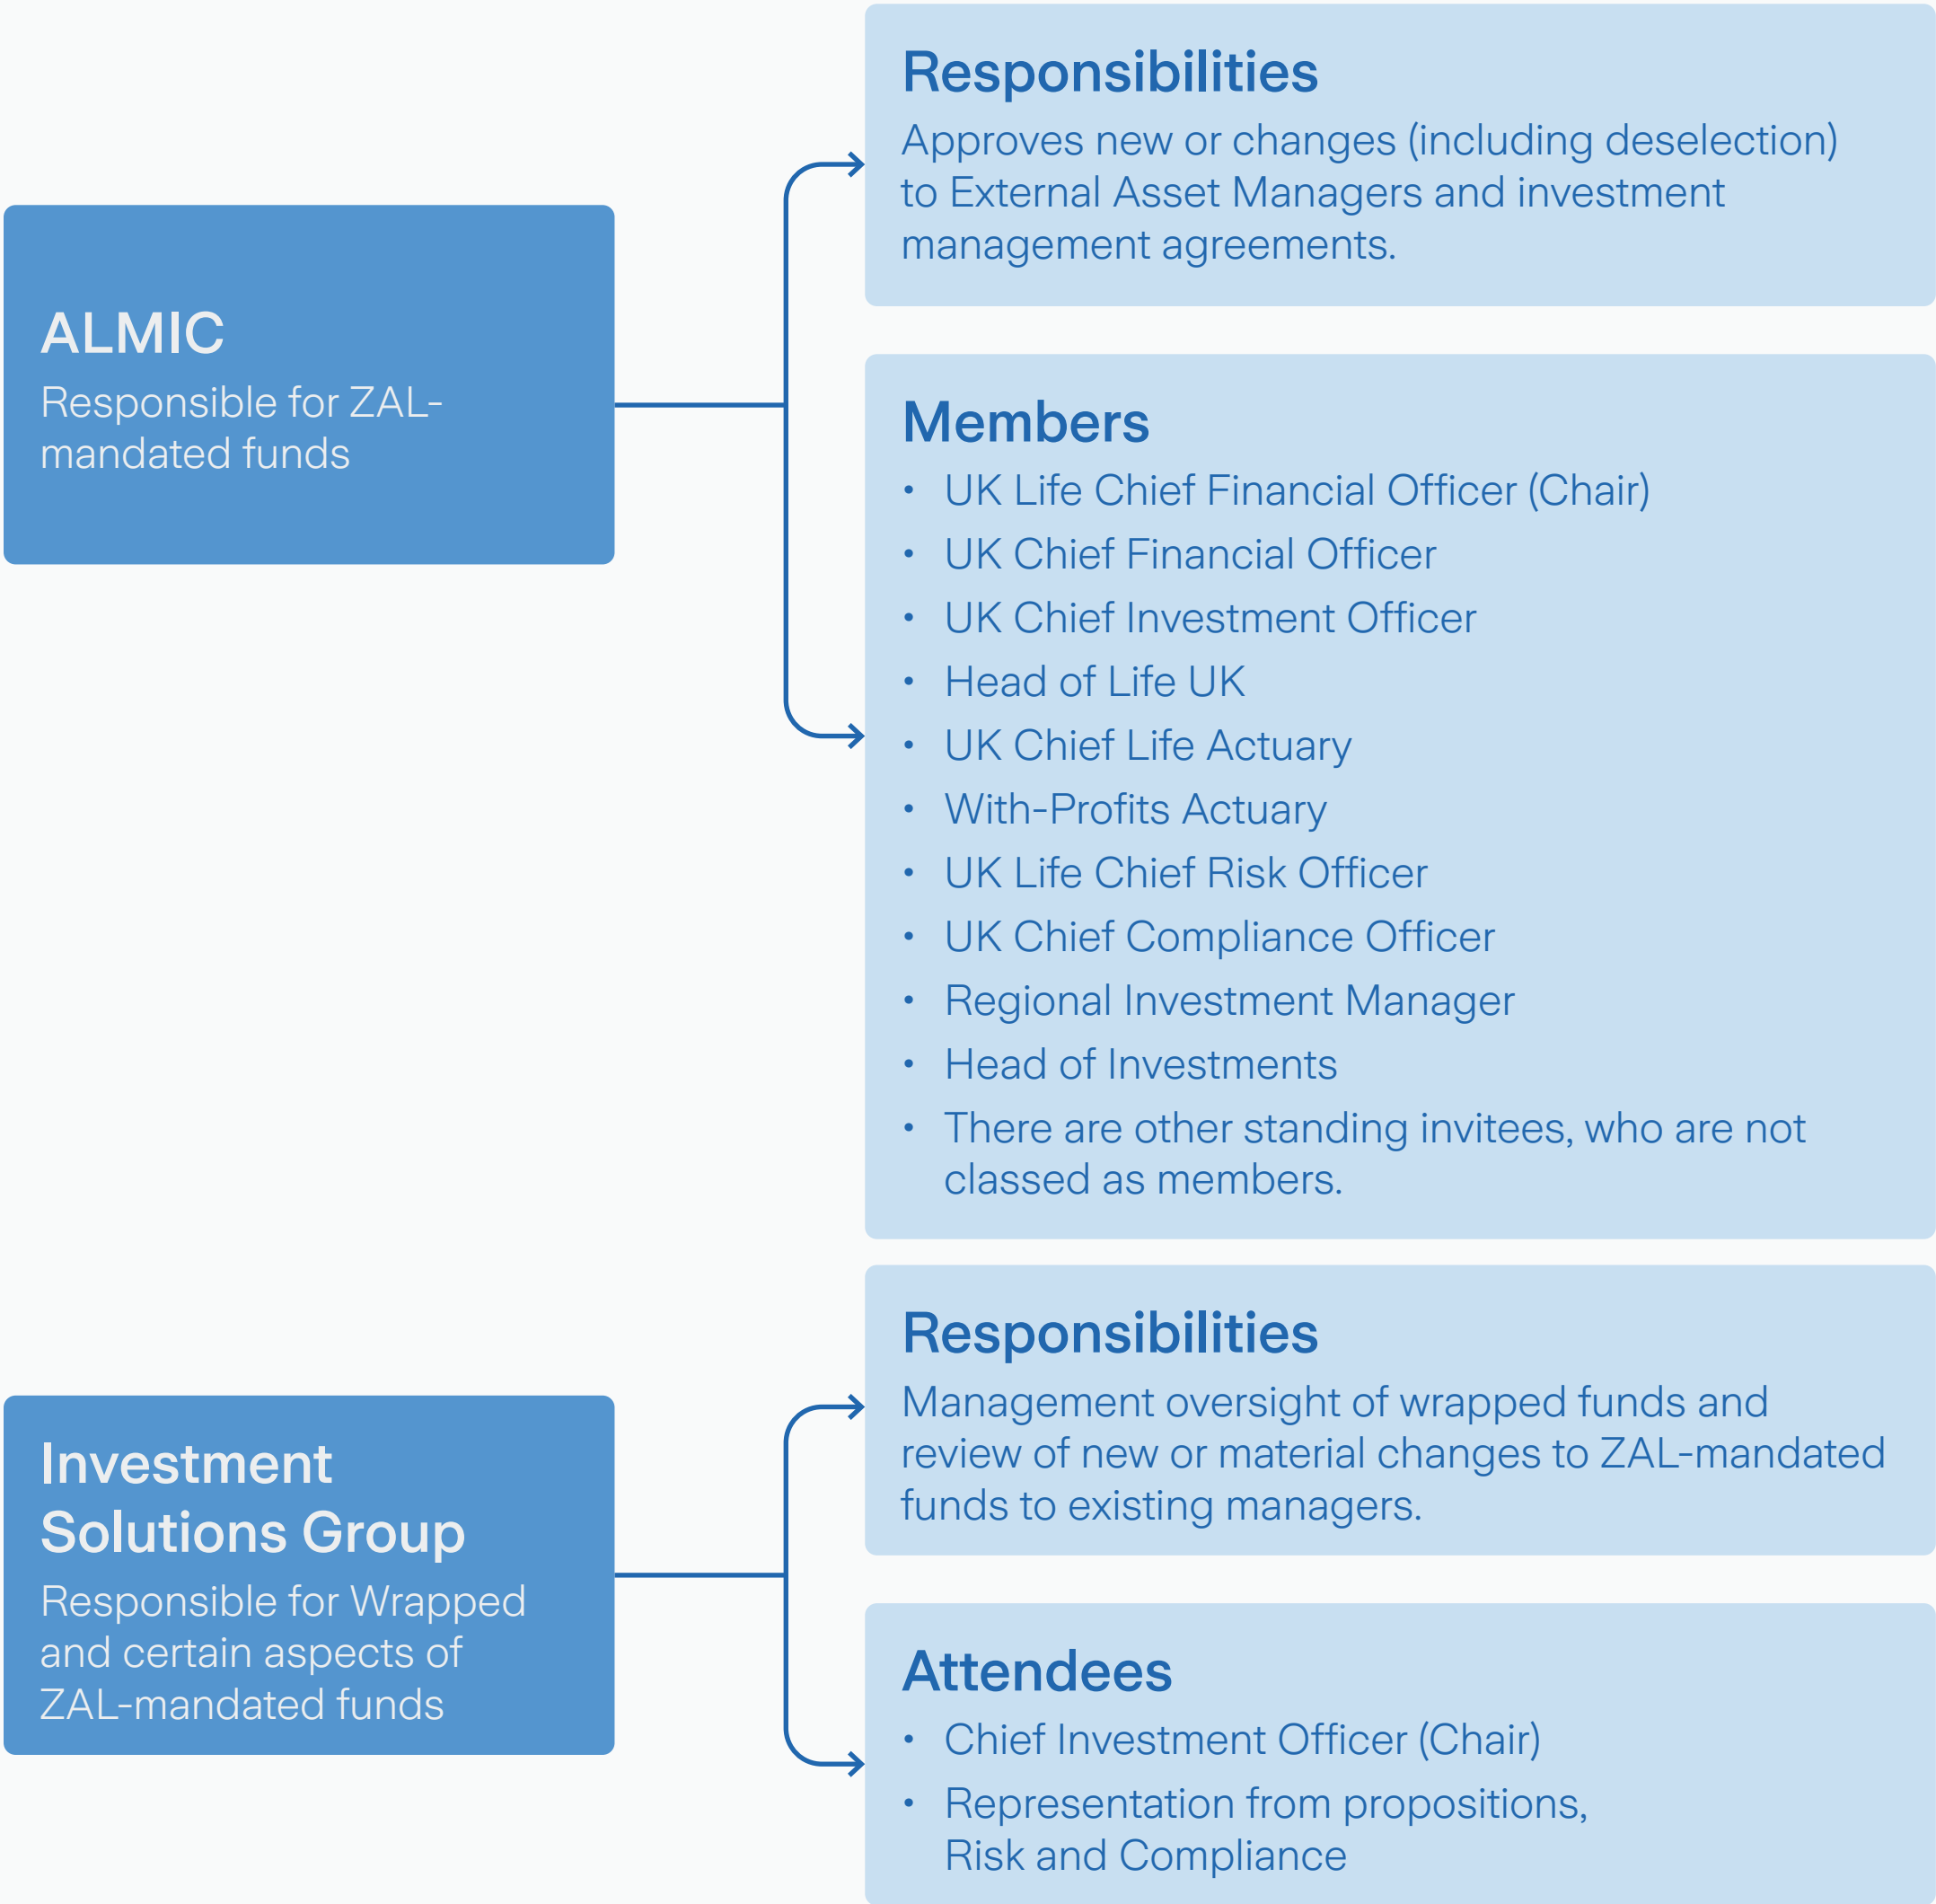 ALMIC
Responsible for ZAL-
mandated funds
Responsibilities
Approves new or changes (including deselection)
to External Asset Managers and investment
management agreements.
Members
• UK Life Chief Financial Officer (Chair)
• UK Chief Financial Officer
• UK Chief Investment Officer
• Head of Life UK
• UK Chief Life Actuary
• With-Profits Actuary
• UK Life Chief Risk Officer
• UK Chief Compliance Officer
• Regional Investment Manager
• Head of Investments
• There are other standing invitees, who are not
classed as members.
Investment
Solutions Group
Responsible for Wrapped
and certain aspects of
ZAL-mandated funds
Responsibilities
Management oversight of wrapped funds and
review of new or material changes to ZAL-mandated
funds to existing managers.
Attendees
• Chief Investment Officer (Chair)
• Representation from propositions,
Risk and Compliance